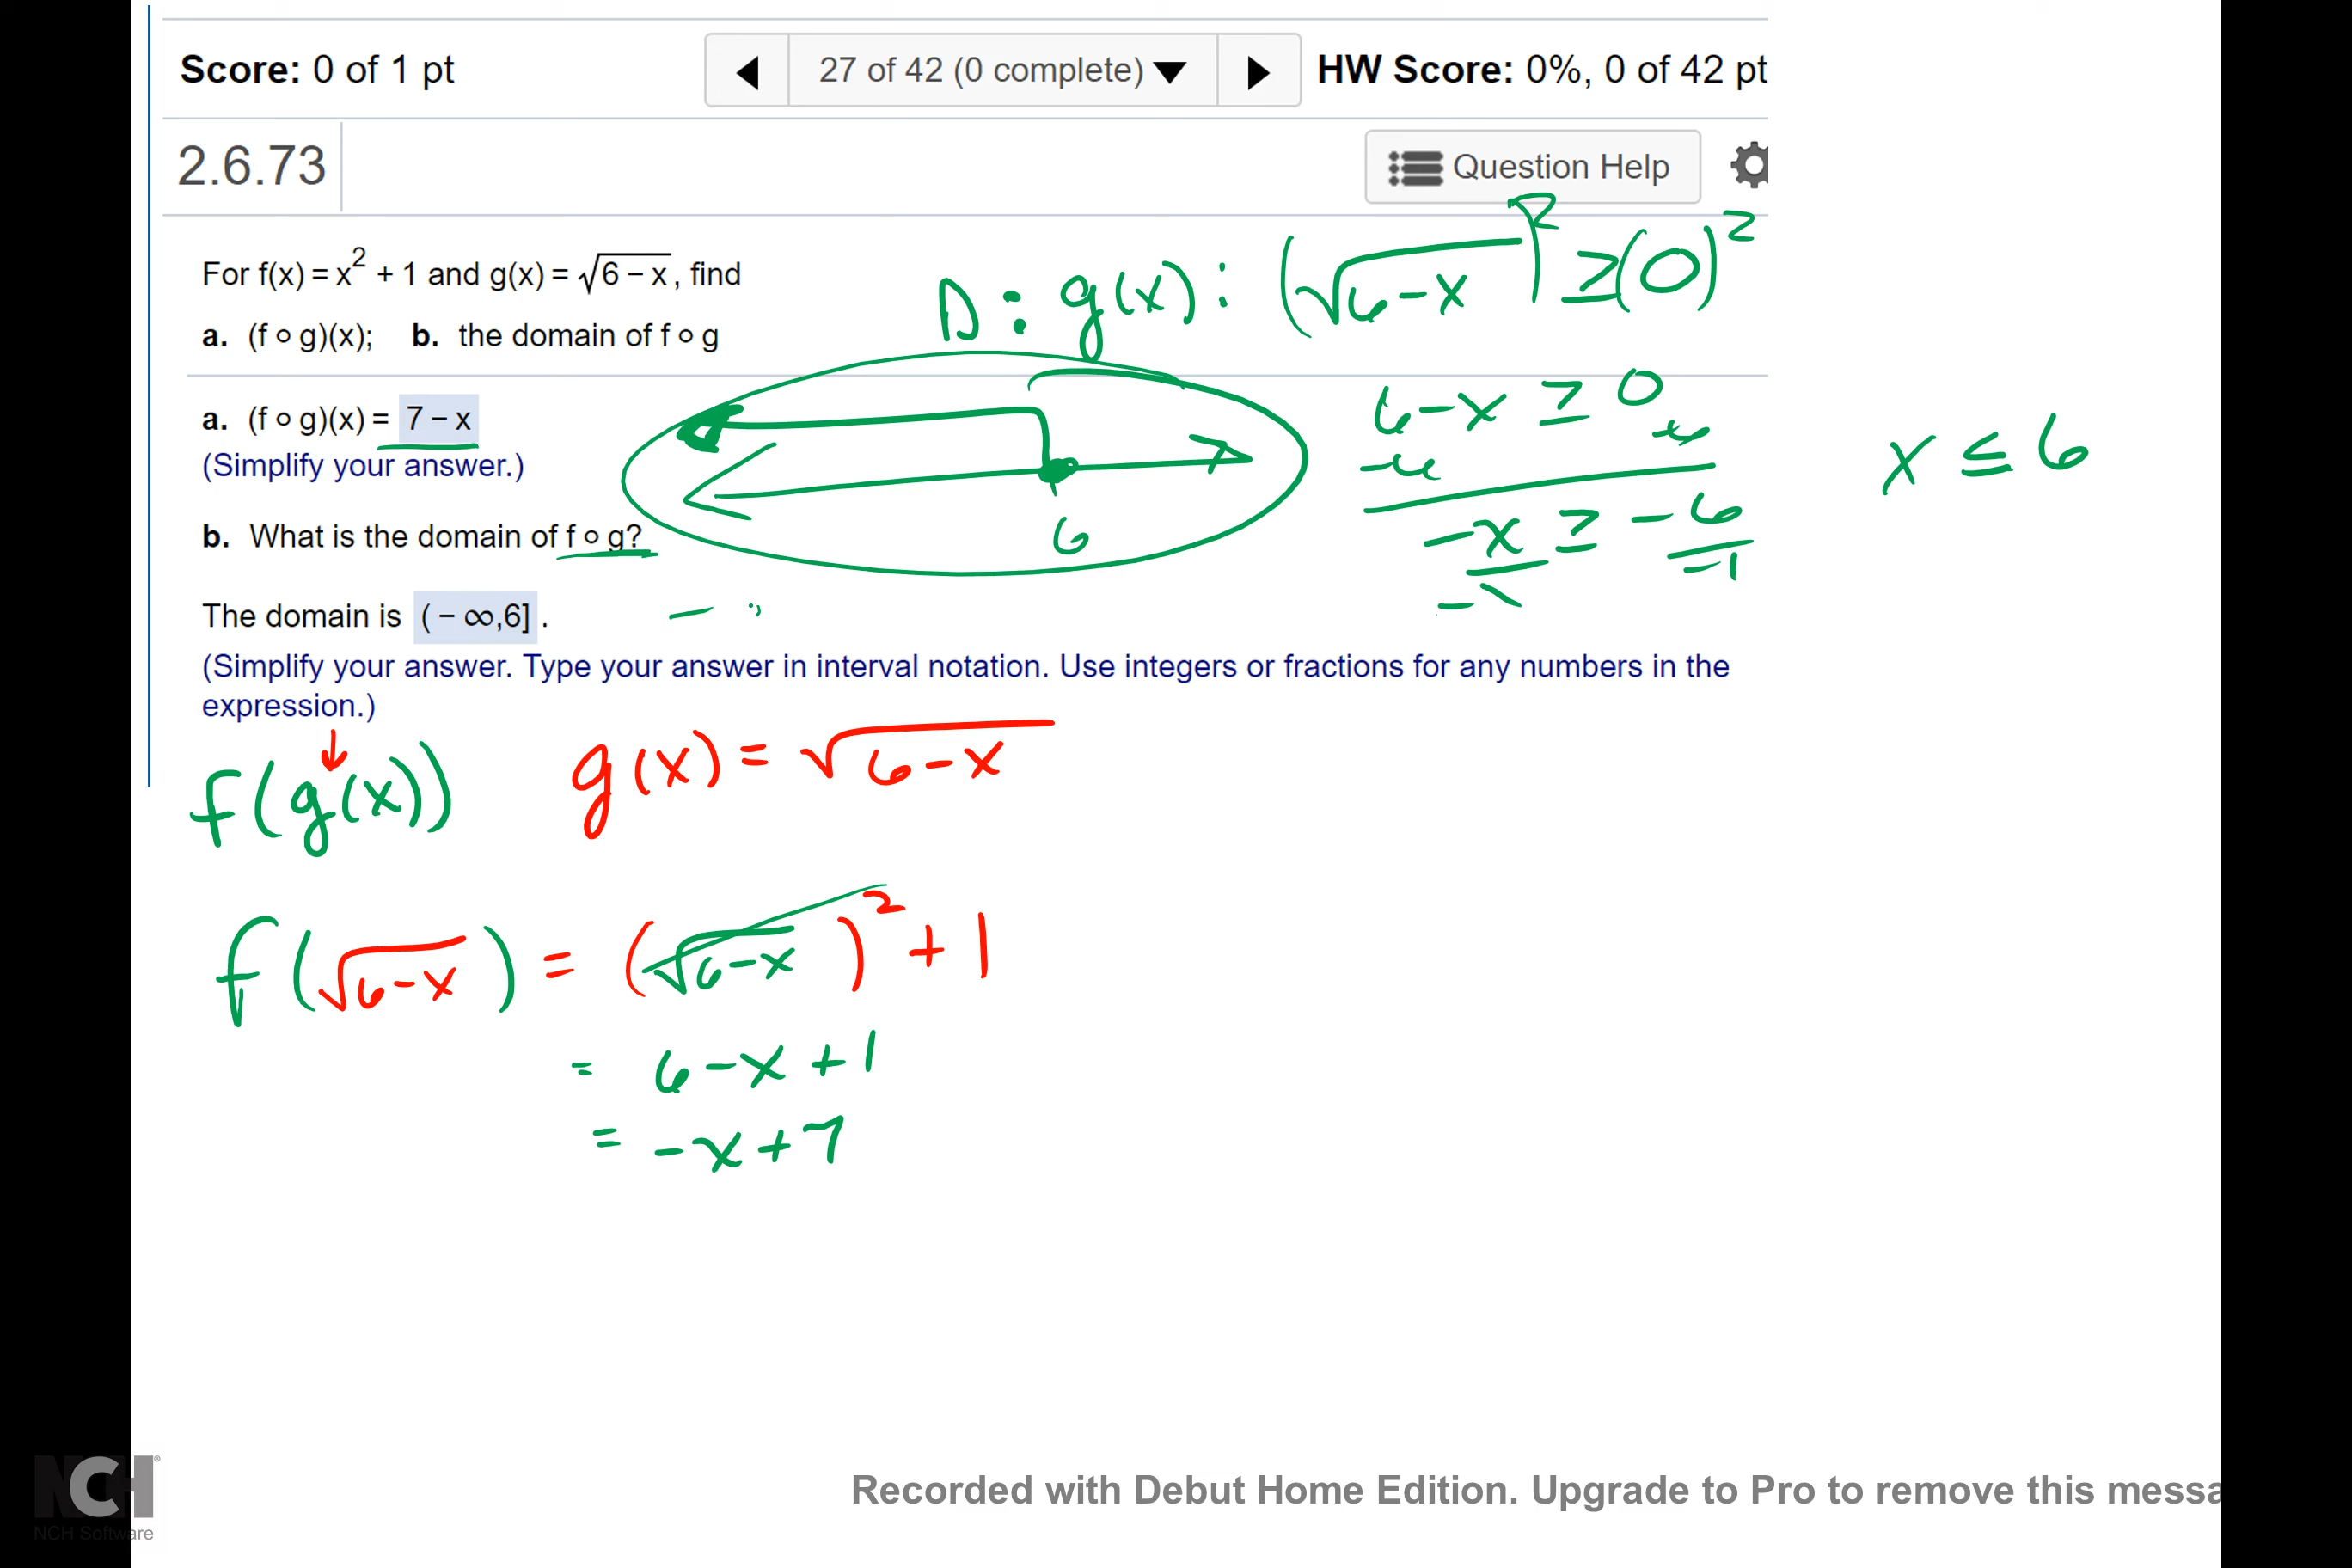 Score: 0 of 1 pt
27 of 42 (0 complete)
HW Score: 0%, 0 of 42 pt
2.6.73
Question Help
For f(x) = x² + 1 and g(x) = √(6 − x), find
a. (f ∘ g)(x); b. the domain of f ∘ g
D: g(x): (√(6-x))² ≥ (0)²
6-x ≥ 0
-6 -6
-x ≥ -6
-1 -1
x ≤ 6
6
a. (f ∘ g)(x) = 7 − x
(Simplify your answer.)
b. What is the domain of f ∘ g?
The domain is ( − ∞,6] .
(Simplify your answer. Type your answer in interval notation. Use integers or fractions for any numbers in the
expression.)
f(g(x)) g(x) = √(6-x)
f(√(6-x)) = (√(6-x))² + 1
= 6-x+1
= -x+7
NCH®
NCH Software
Recorded with Debut Home Edition. Upgrade to Pro to remove this messa